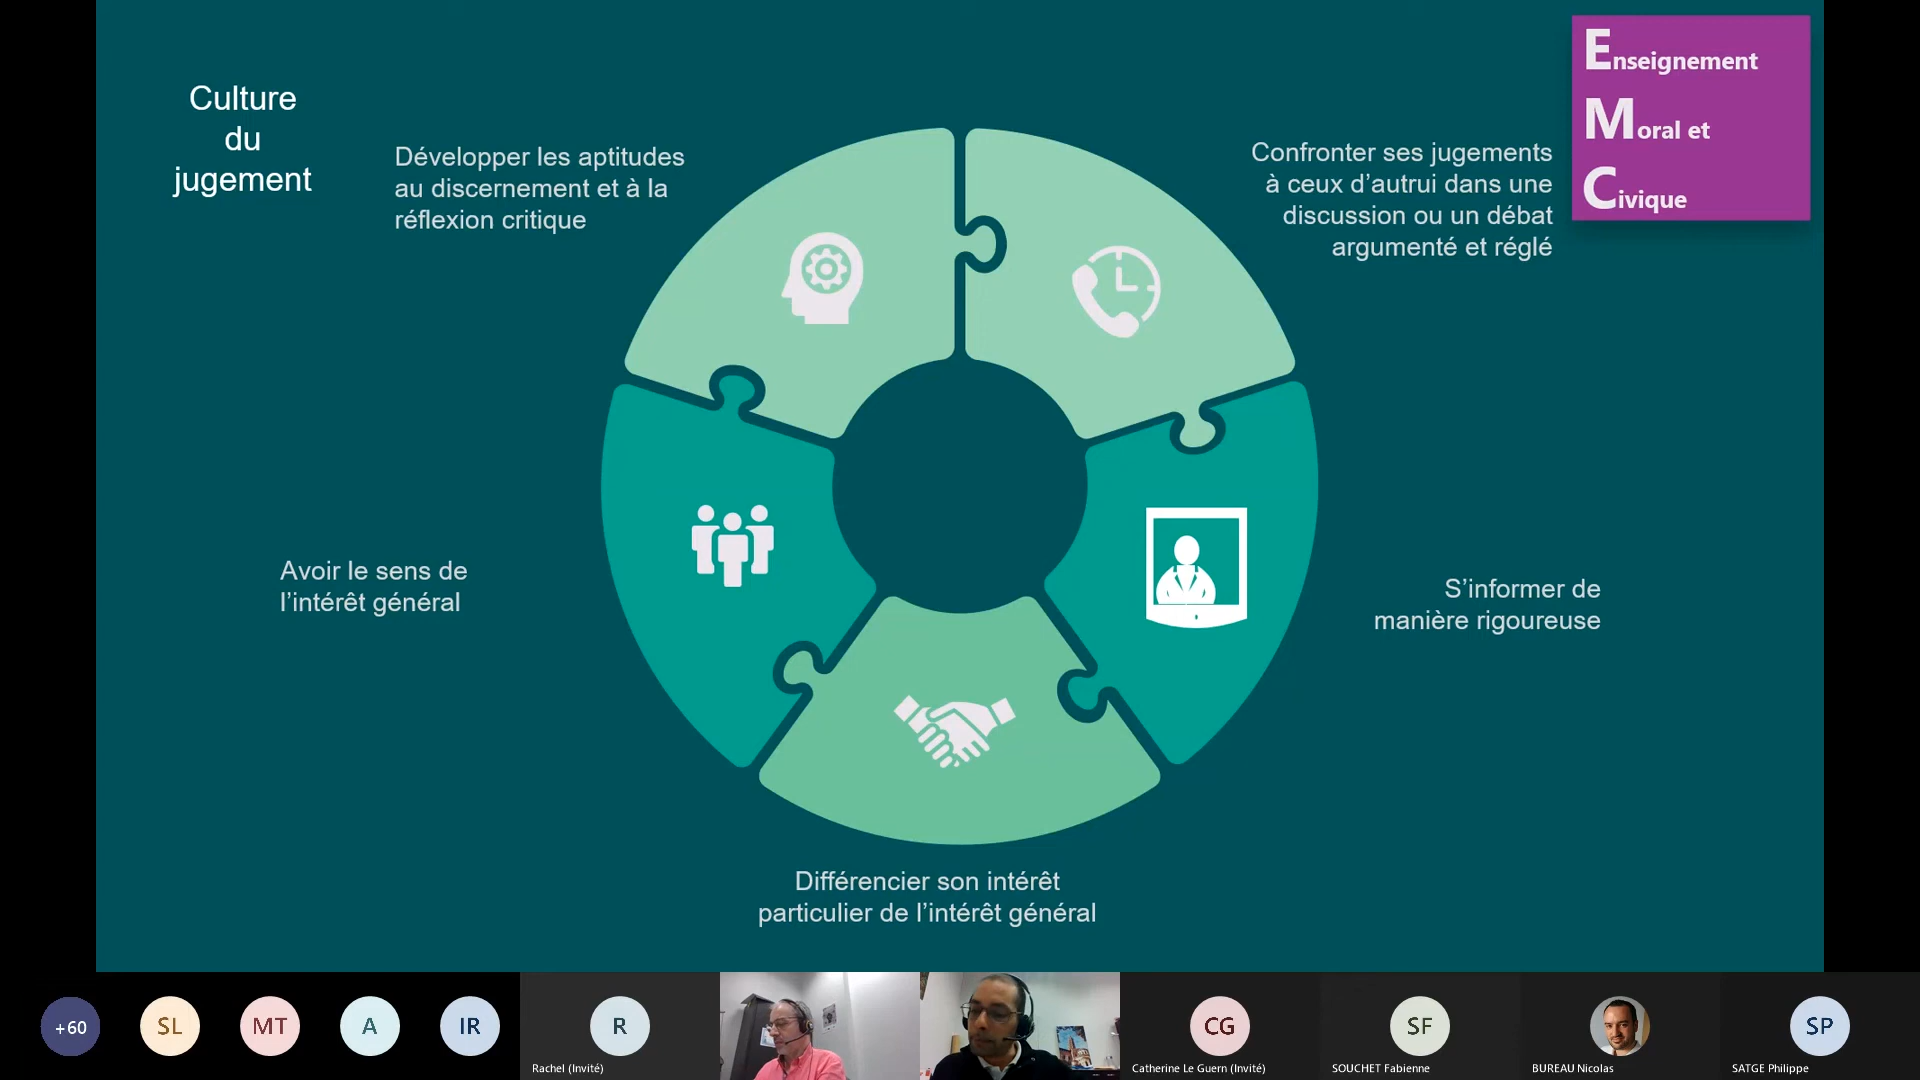 Culture
du
jugement
Développer les aptitudes
au discernement et à la
réflexion critique
Confronter ses jugements
à ceux d’autrui dans une
discussion ou un débat
argumenté et réglé
Enseignement
Moral et
Civique
Avoir le sens de
l’intérêt général
S’informer de
manière rigoureuse
Différencier son intérêt
particulier de l’intérêt général
+60
SL
MT
A
IR
R
Rachel (Invité)
CG
Catherine Le Guern (Invité)
SF
SOUCHET Fabienne
BUREAU Nicolas
SP
SATGE Philippe